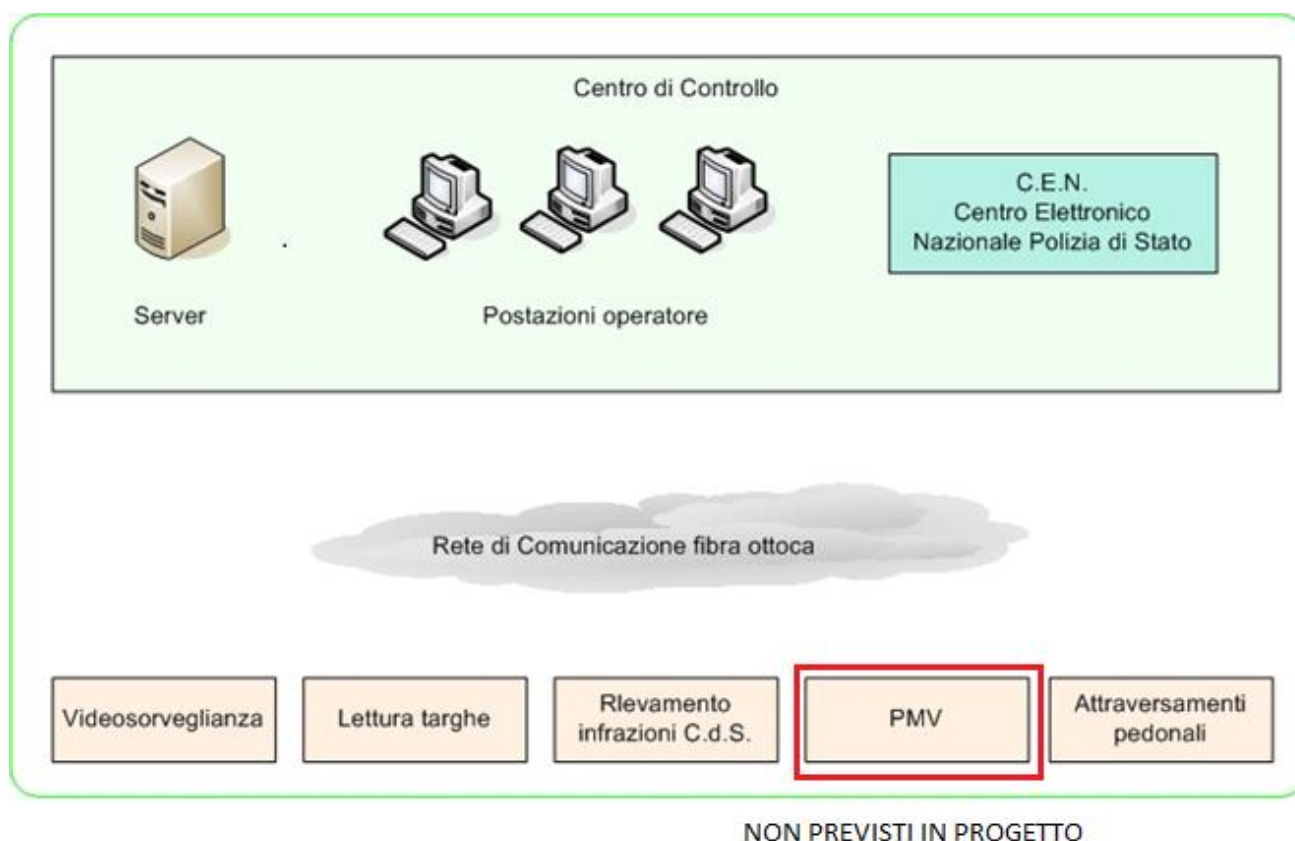 Centro di Controllo
C.E.N.
Centro Elettronico
Nazionale Polizia di Stato
Server
Postazioni operatore
Rete di Comunicazione fibra ottoca
Videosorveglianza
Lettura targhe
Rlevamento
infrazioni C.d.S.
PMV
Attraversamenti
pedonali
NON PREVISTI IN PROGETTO